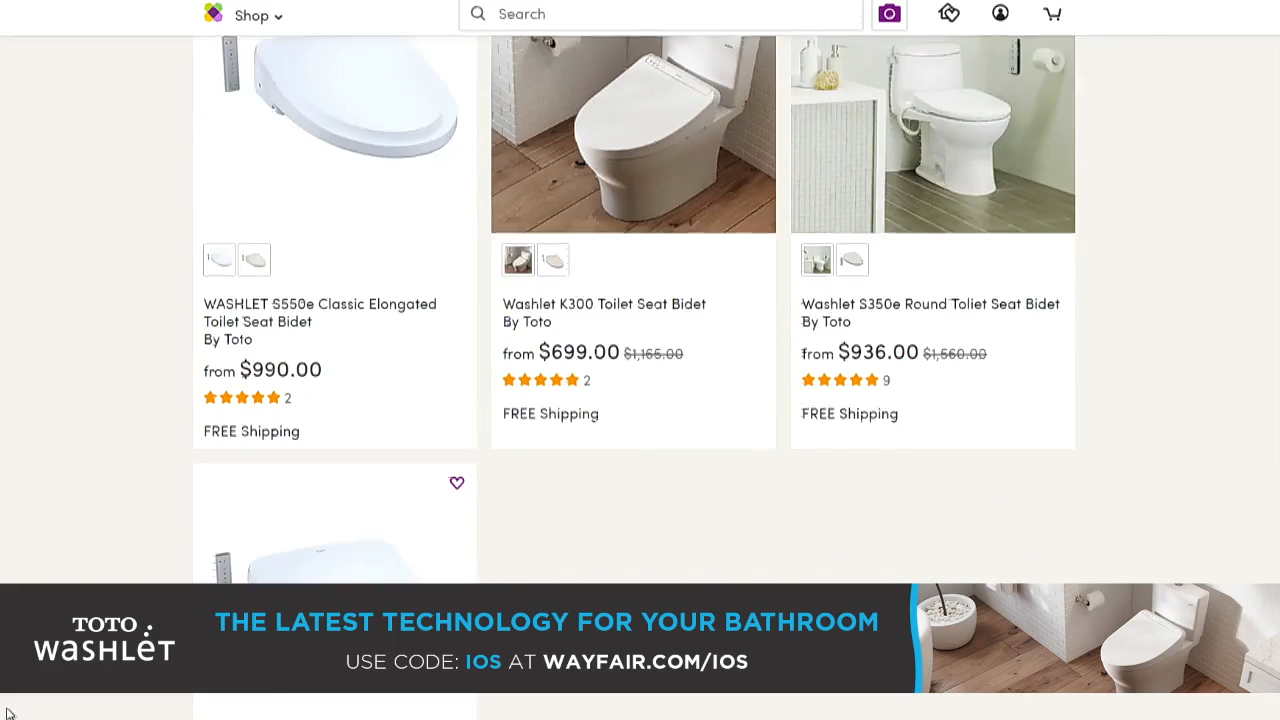 Shop
Search
WASHLET S550e Classic Elongated
Toilet Seat Bidet
By Toto
from $990.00
2
FREE Shipping
Washlet K300 Toilet Seat Bidet
By Toto
from $699.00 $1,165.00
2
FREE Shipping
Washlet S350e Round Toliet Seat Bidet
By Toto
from $936.00 $1,560.00
9
FREE Shipping
TOTO
WASHLET
THE LATEST TECHNOLOGY FOR YOUR BATHROOM
USE CODE: IOS AT WAYFAIR.COM/IOS